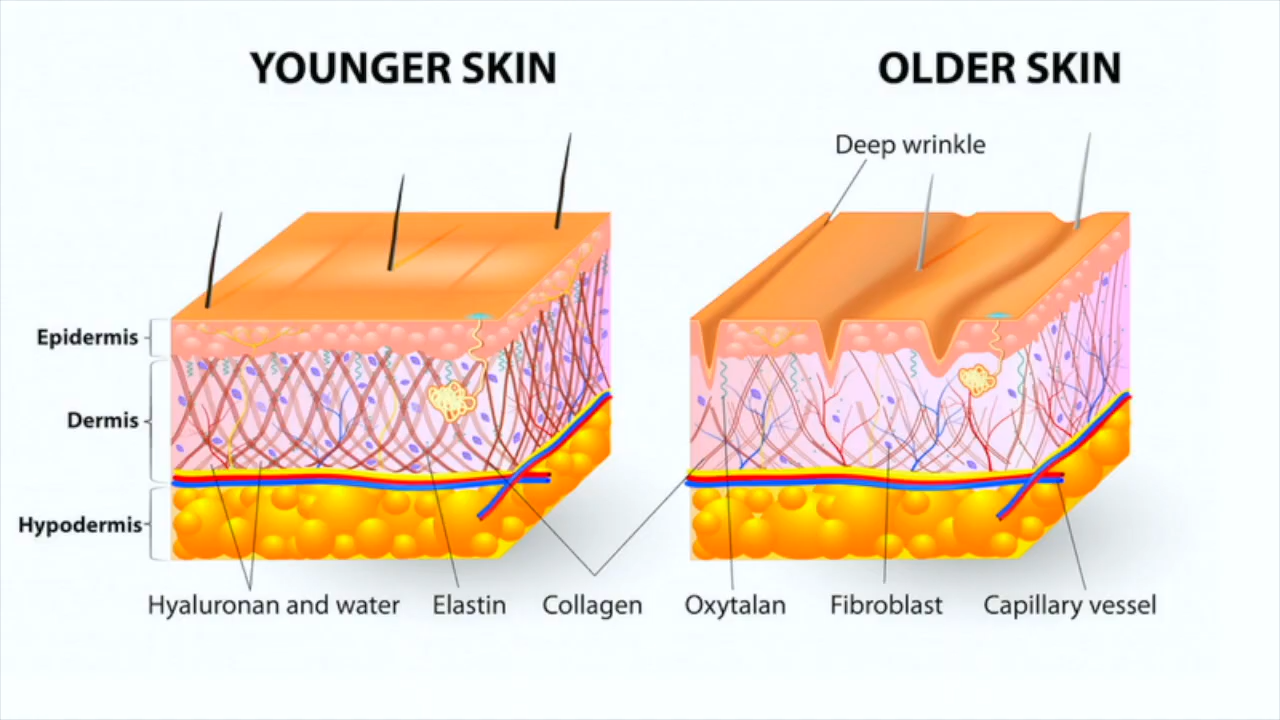 YOUNGER SKIN
OLDER SKIN
Deep wrinkle
Epidermis
Dermis
Hypodermis
Hyaluronan and water
Elastin
Collagen
Oxytalan
Fibroblast
Capillary vessel